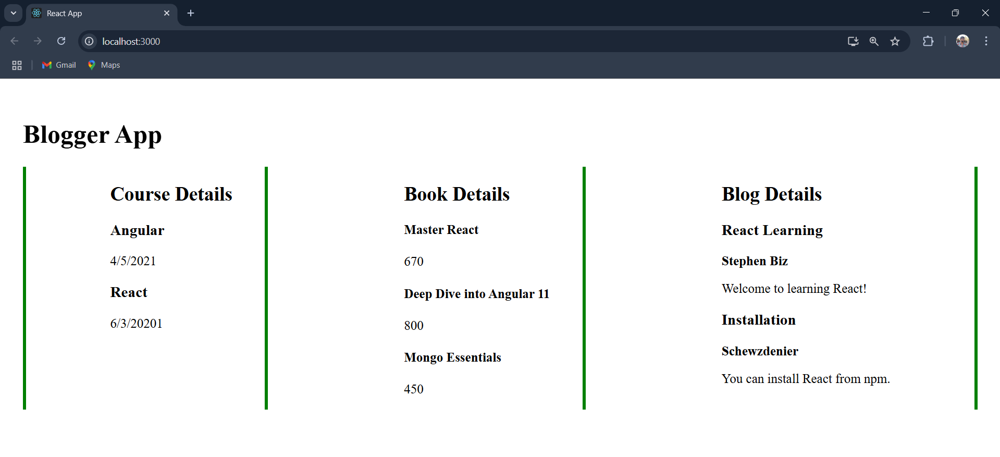 React App
localhost:3000
Gmail
Maps
Blogger App
Course Details
Angular
4/5/2021
React
6/3/20201
Book Details
Master React
670
Deep Dive into Angular 11
800
Mongo Essentials
450
Blog Details
React Learning
Stephen Biz
Welcome to learning React!
Installation
Schewzdenier
You can install React from npm.